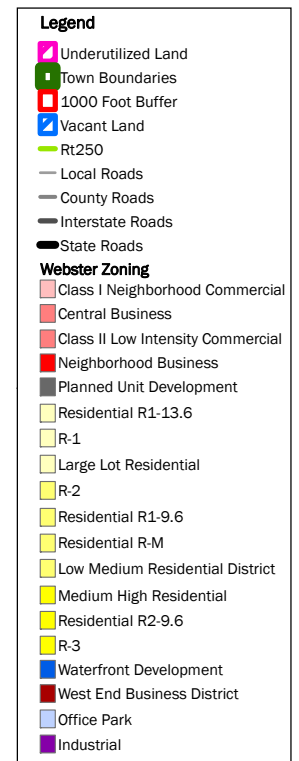 Legend
Underutilized Land
Town Boundaries
1000 Foot Buffer
Vacant Land
Rt250
Local Roads
County Roads
Interstate Roads
State Roads
Webster Zoning
Class I Neighborhood Commercial
Central Business
Class II Low Intensity Commercial
Neighborhood Business
Planned Unit Development
Residential R1-13.6
R-1
Large Lot Residential
R-2
Residential R1-9.6
Residential R-M
Low Medium Residential District
Medium High Residential
Residential R2-9.6
R-3
Waterfront Development
West End Business District
Office Park
Industrial